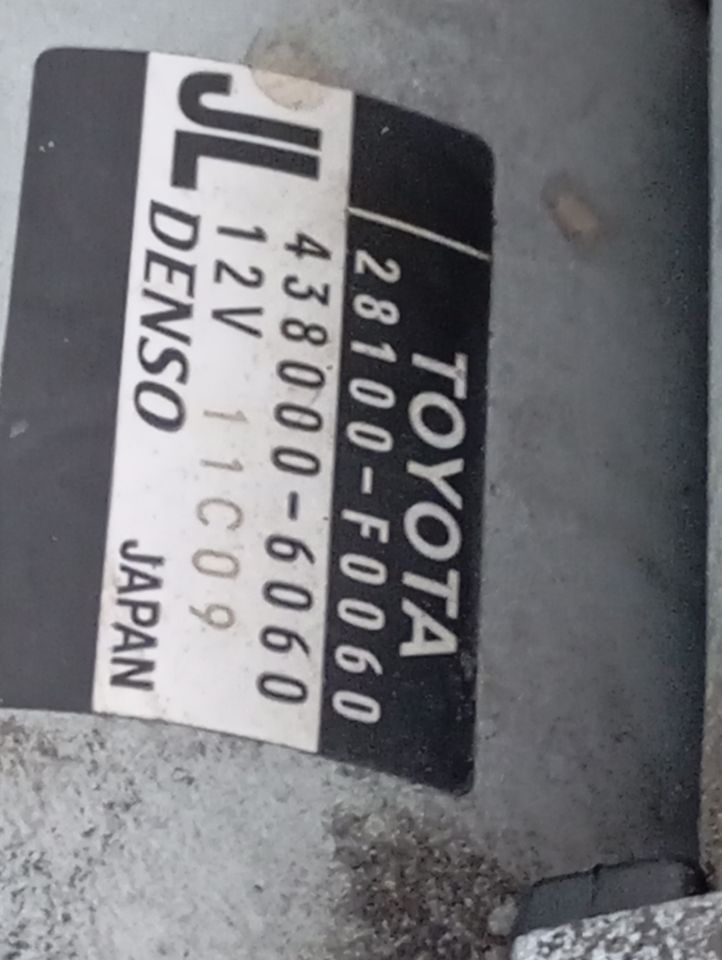 TOYOTA
28100-F0060
JL
438000-6060
12V 11C09
DENSO
JAPAN